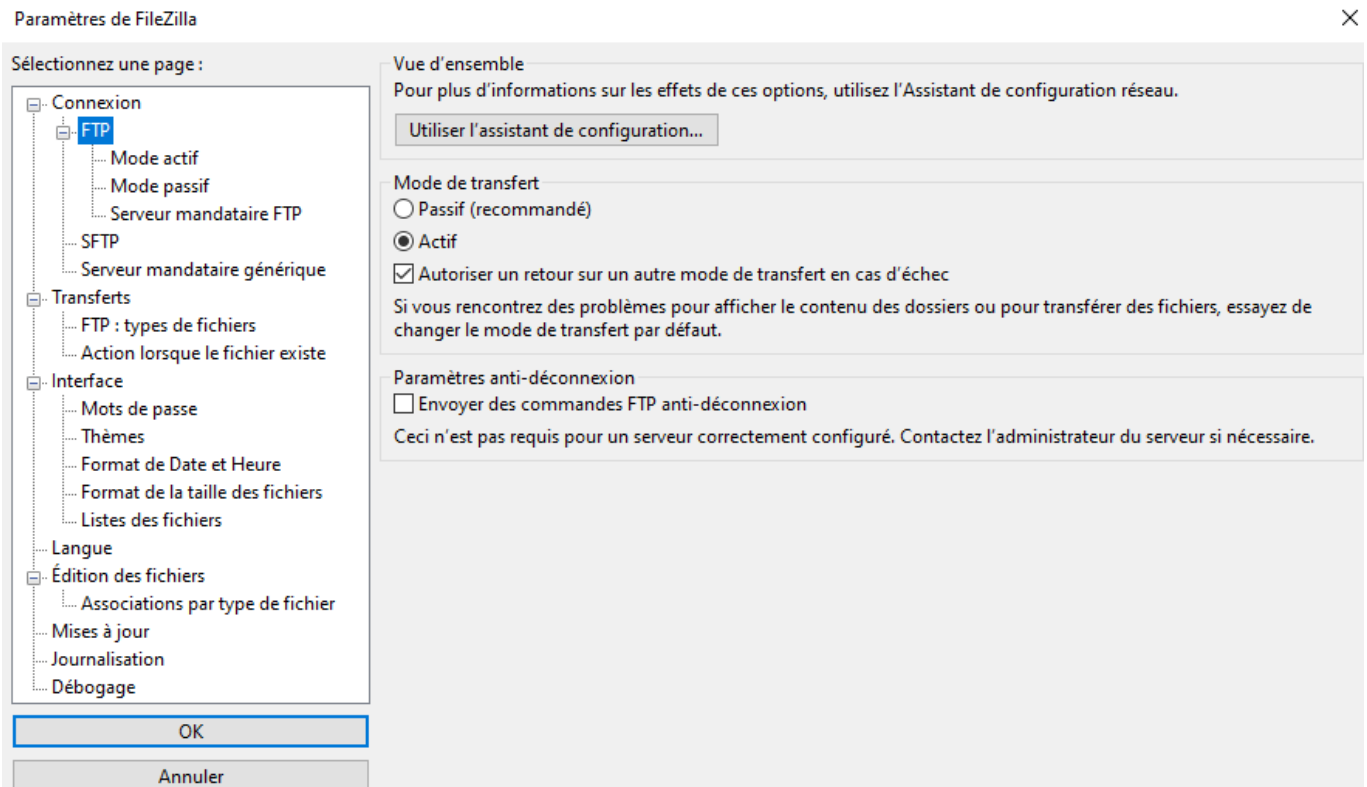 Paramètres de FileZilla
Sélectionnez une page :
Connexion
FTP
Mode actif
Mode passif
Serveur mandataire FTP
SFTP
Serveur mandataire générique
Transferts
FTP : types de fichiers
Action lorsque le fichier existe
Interface
Mots de passe
Thèmes
Format de Date et Heure
Format de la taille des fichiers
Listes des fichiers
Langue
Édition des fichiers
Associations par type de fichier
Mises à jour
Journalisation
Débogage
OK
Annuler
Vue d’ensemble
Pour plus d’informations sur les effets de ces options, utilisez l’Assistant de configuration réseau.
Utiliser l’assistant de configuration...
Mode de transfert
Passif (recommandé)
Actif
Autoriser un retour sur un autre mode de transfert en cas d’échec
Si vous rencontrez des problèmes pour afficher le contenu des dossiers ou pour transférer des fichiers, essayez de
changer le mode de transfert par défaut.
Paramètres anti-déconnexion
Envoyer des commandes FTP anti-déconnexion
Ceci n’est pas requis pour un serveur correctement configuré. Contactez l’administrateur du serveur si nécessaire.